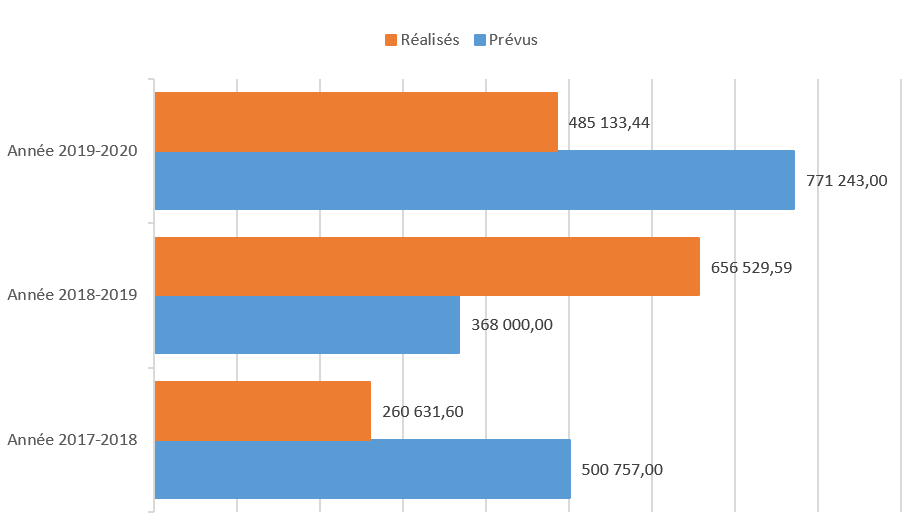 Réalisés Prévus
485 133,44
Année 2019-2020
771 243,00
656 529,59
Année 2018-2019
368 000,00
260 631,60
Année 2017-2018
500 757,00